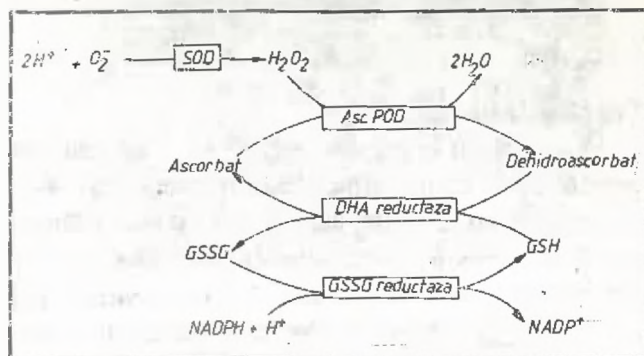 2H⁺ + O₂⁻ SOD H₂O₂ 2H₂O
Asc POD
Ascorbat Dehidroascorbat
DHA reductaza
GSSG GSH
GSSG reductaza
NADPH + H⁺ NADP⁺